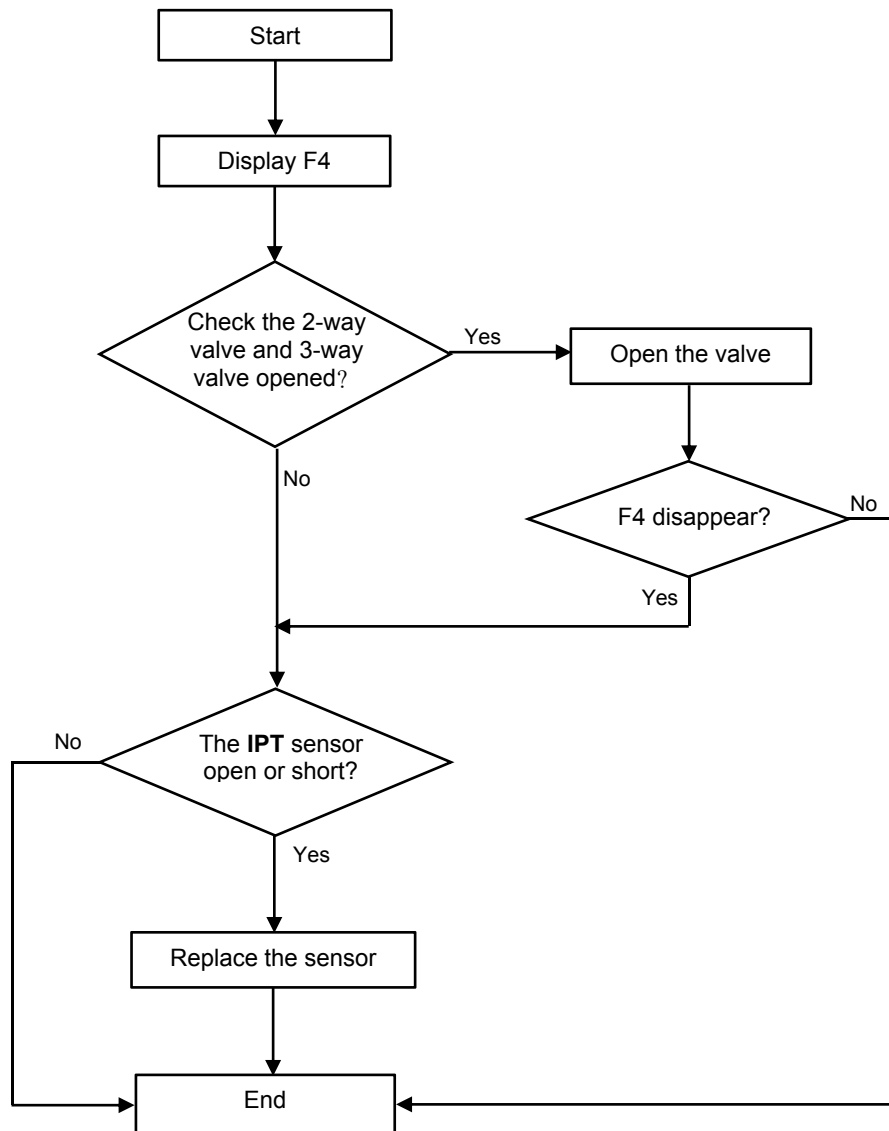 Start
Display F4
Check the 2-way
valve and 3-way
valve opened?
Yes
Open the valve
No
F4 disappear?
No
Yes
No
The IPT sensor
open or short?
Yes
Replace the sensor
End